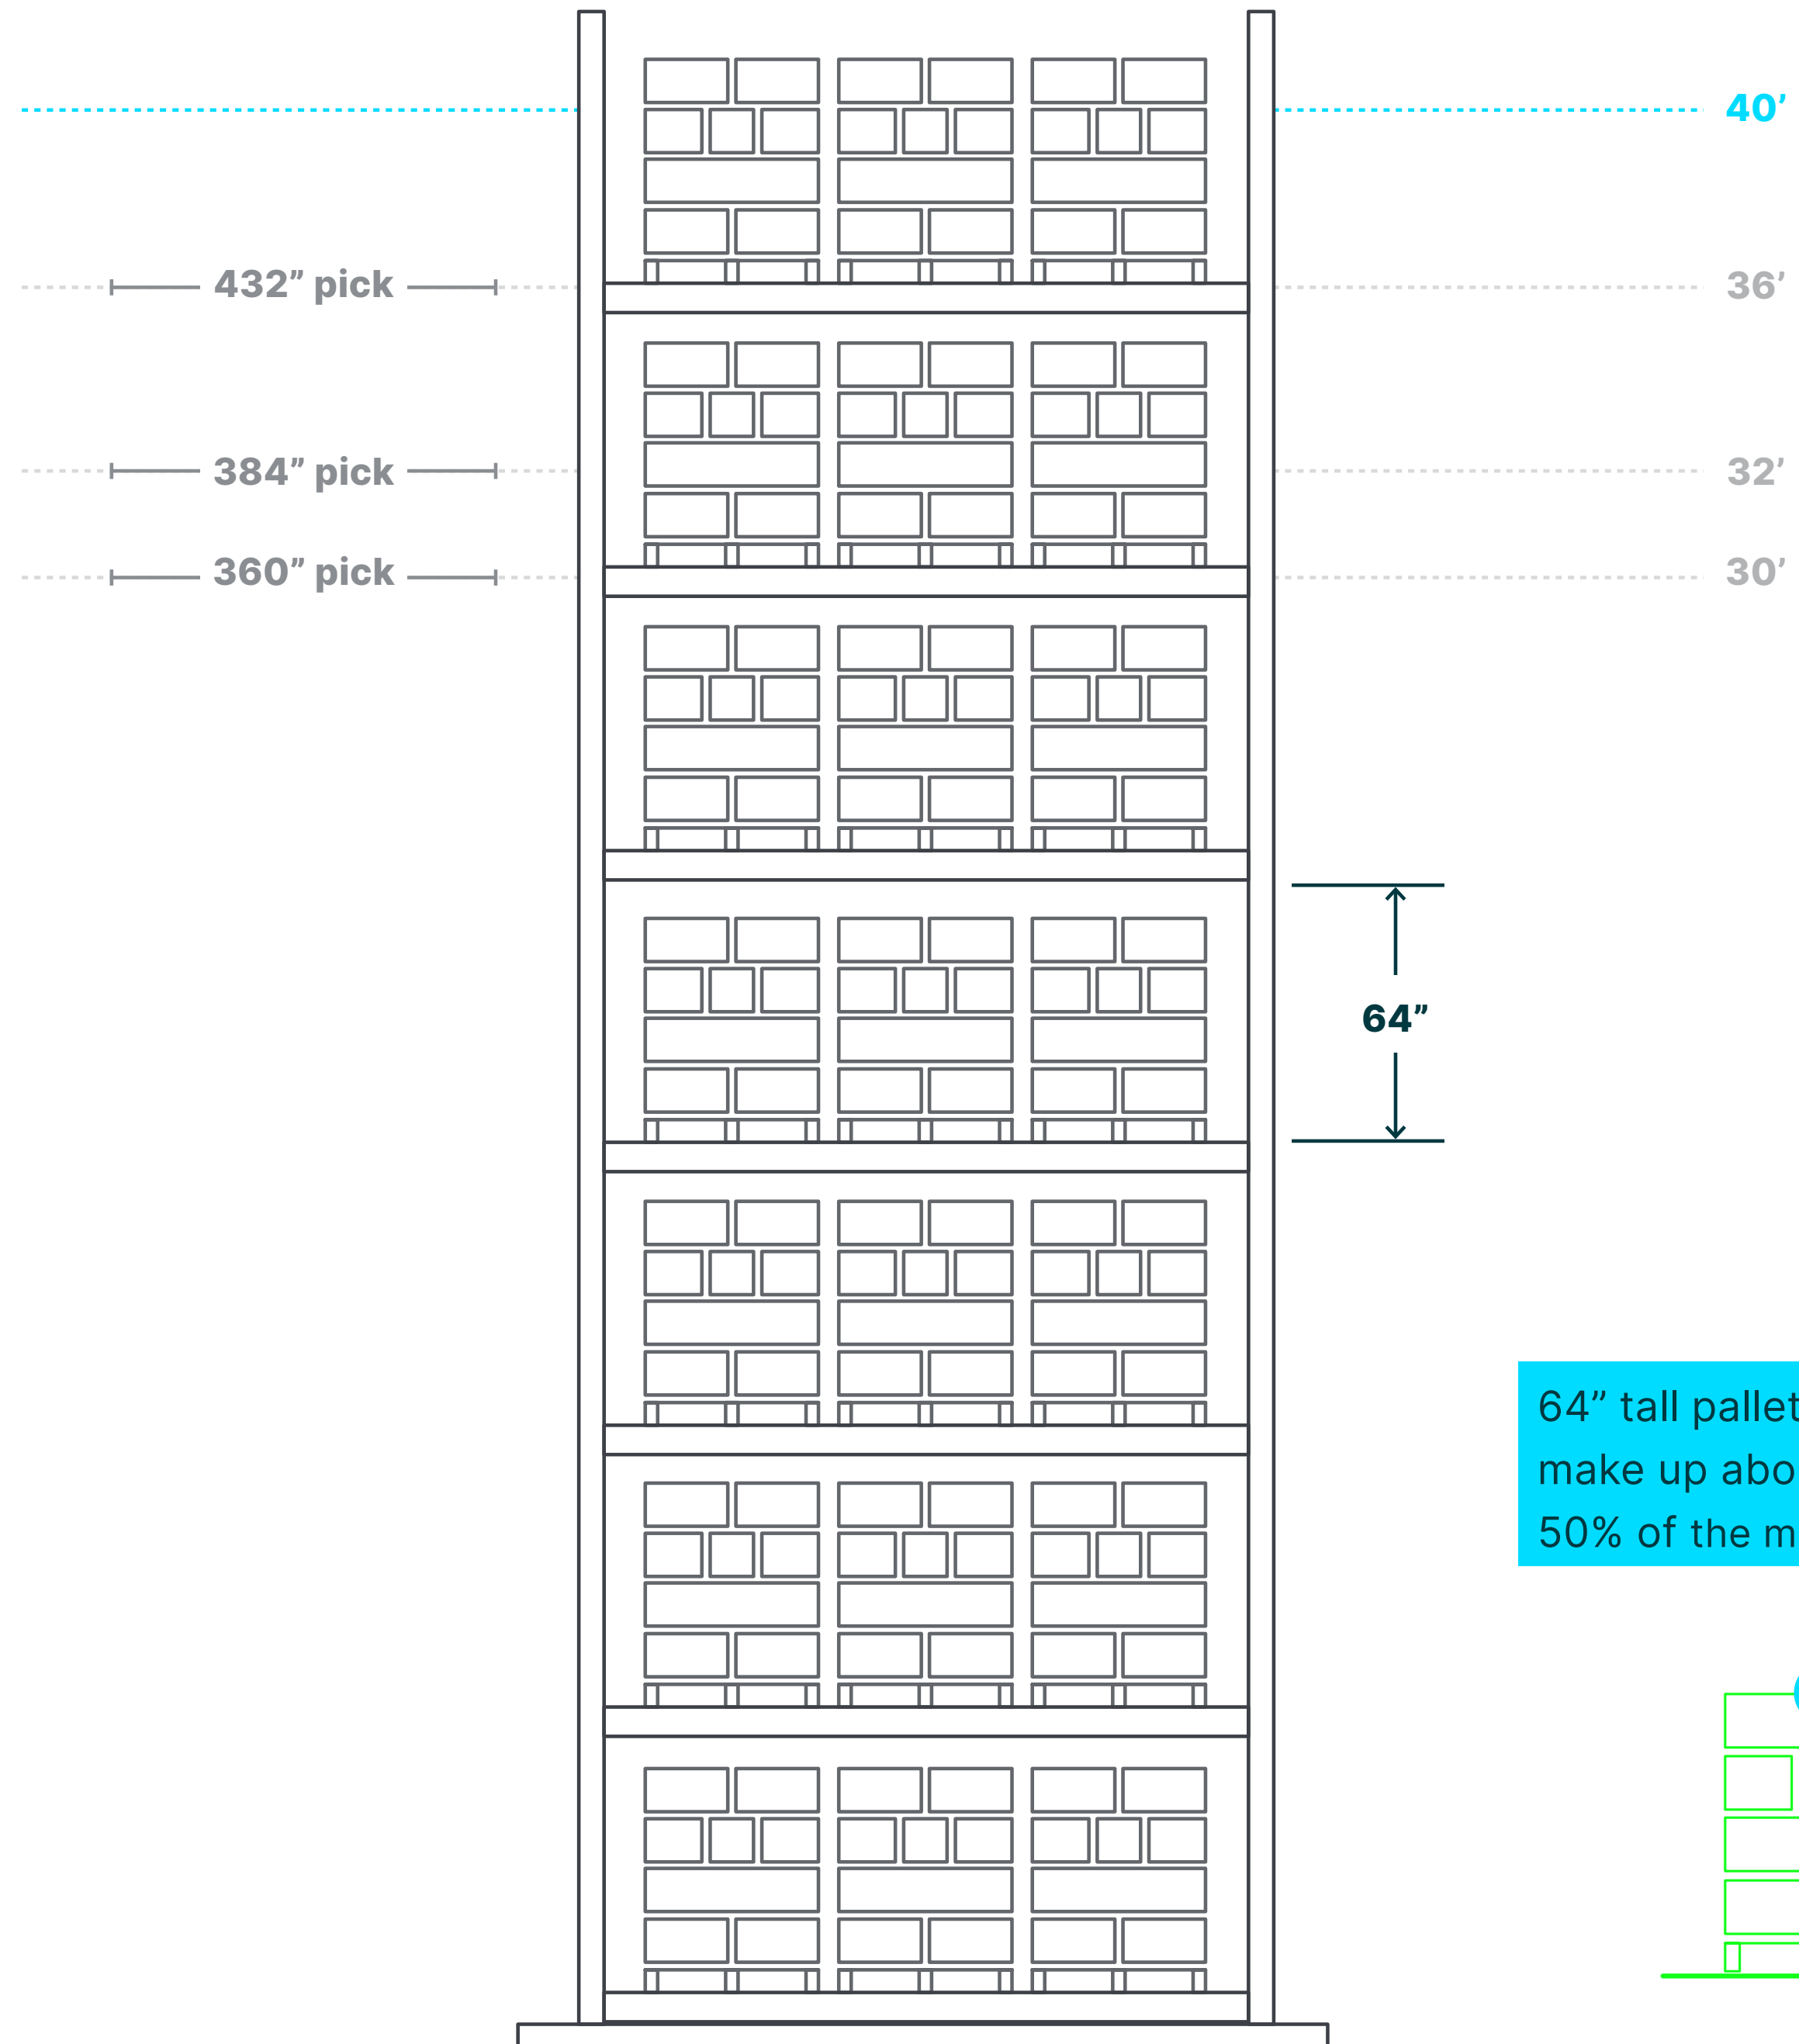 40’
432” pick
36’
384” pick
32’
360” pick
30’
64”
64” tall pallet
make up abo
50% of the m